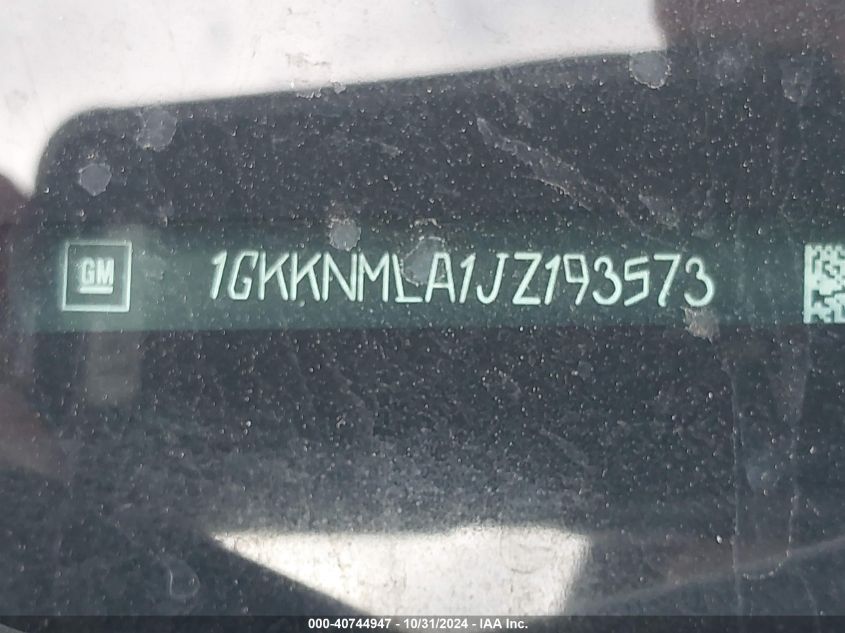 GM 1GKKNMLA1JZ193573
000-40744947 - 10/31/2024 - IAA Inc.